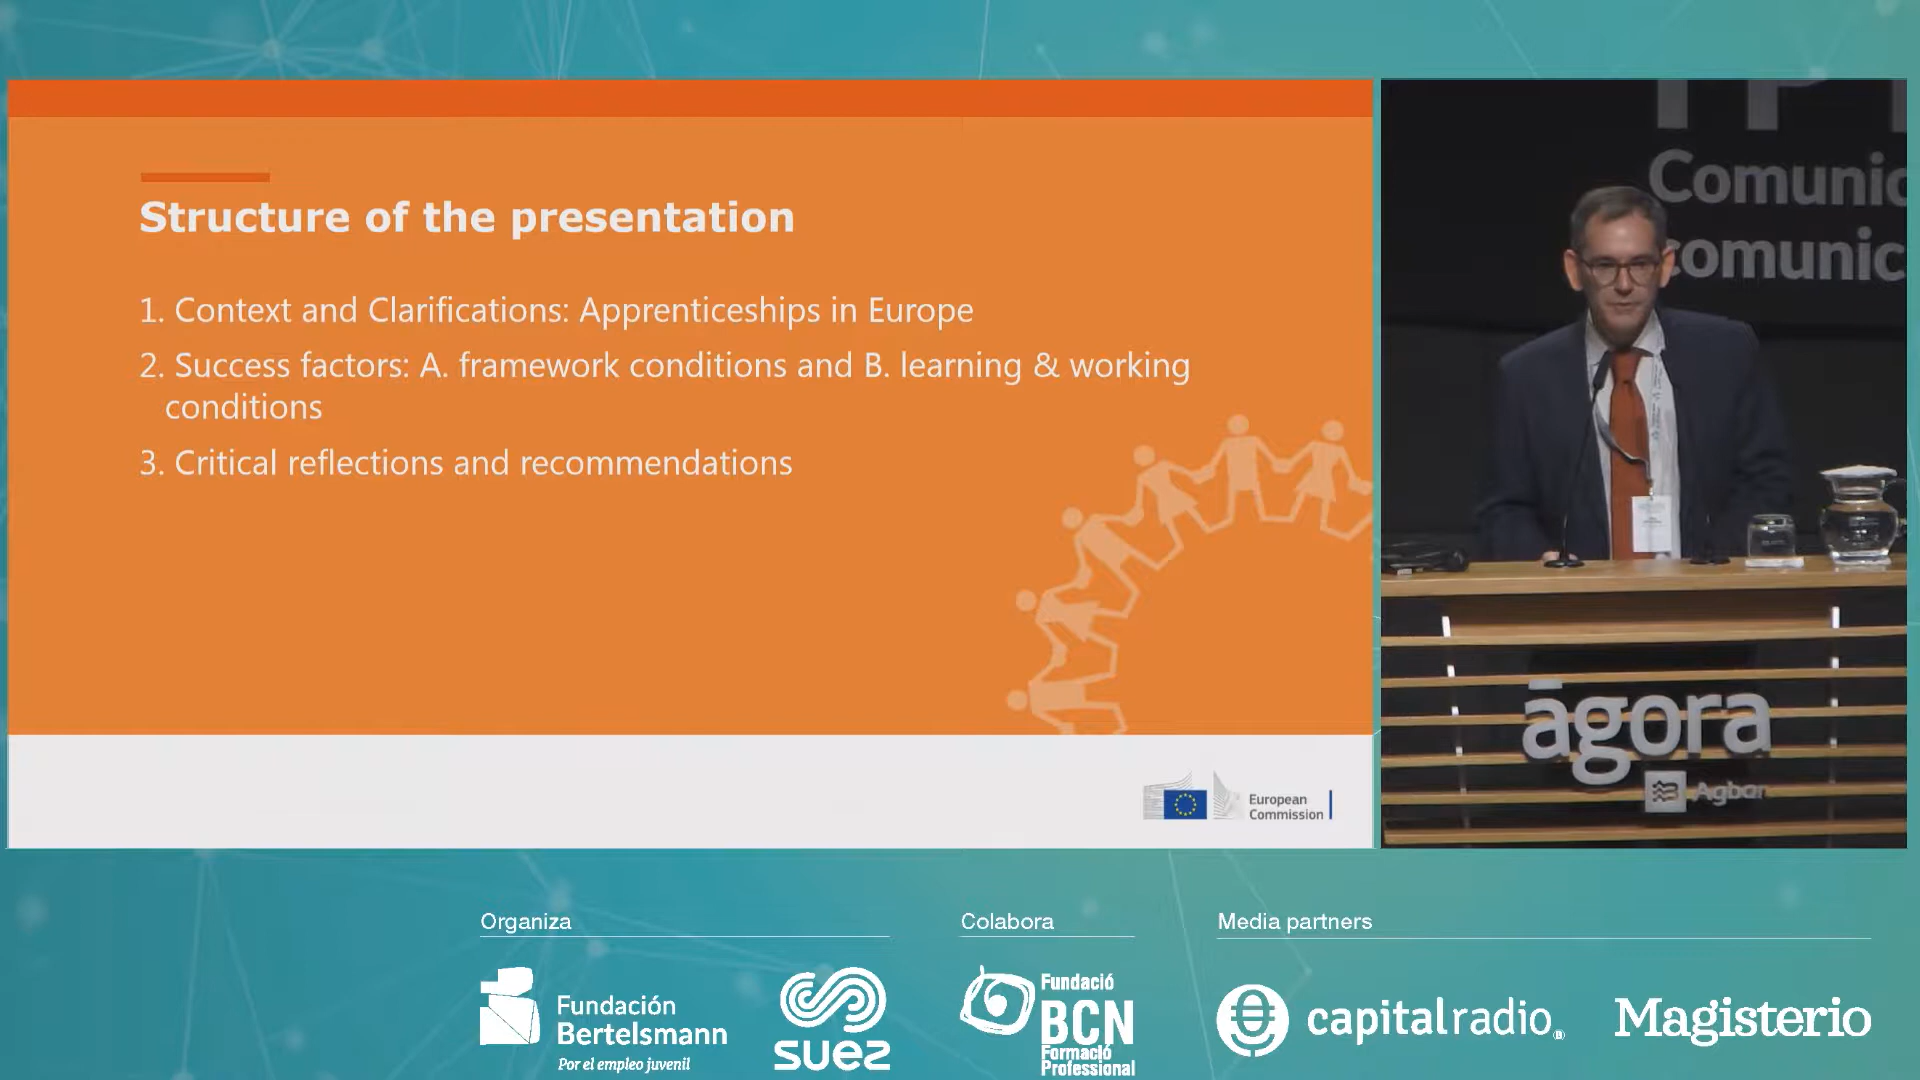 Structure of the presentation
1. Context and Clarifications: Apprenticeships in Europe
2. Success factors: A. framework conditions and B. learning & working
conditions
3. Critical reflections and recommendations
European
Commission
Comunic
comunic
āgora
Agbar
Organiza
Colabora
Media partners
Fundación
Bertelsmann
Por el empleo juvenil
suez
Fundació
BCN
Formació
Professional
capitalradio
Magisterio